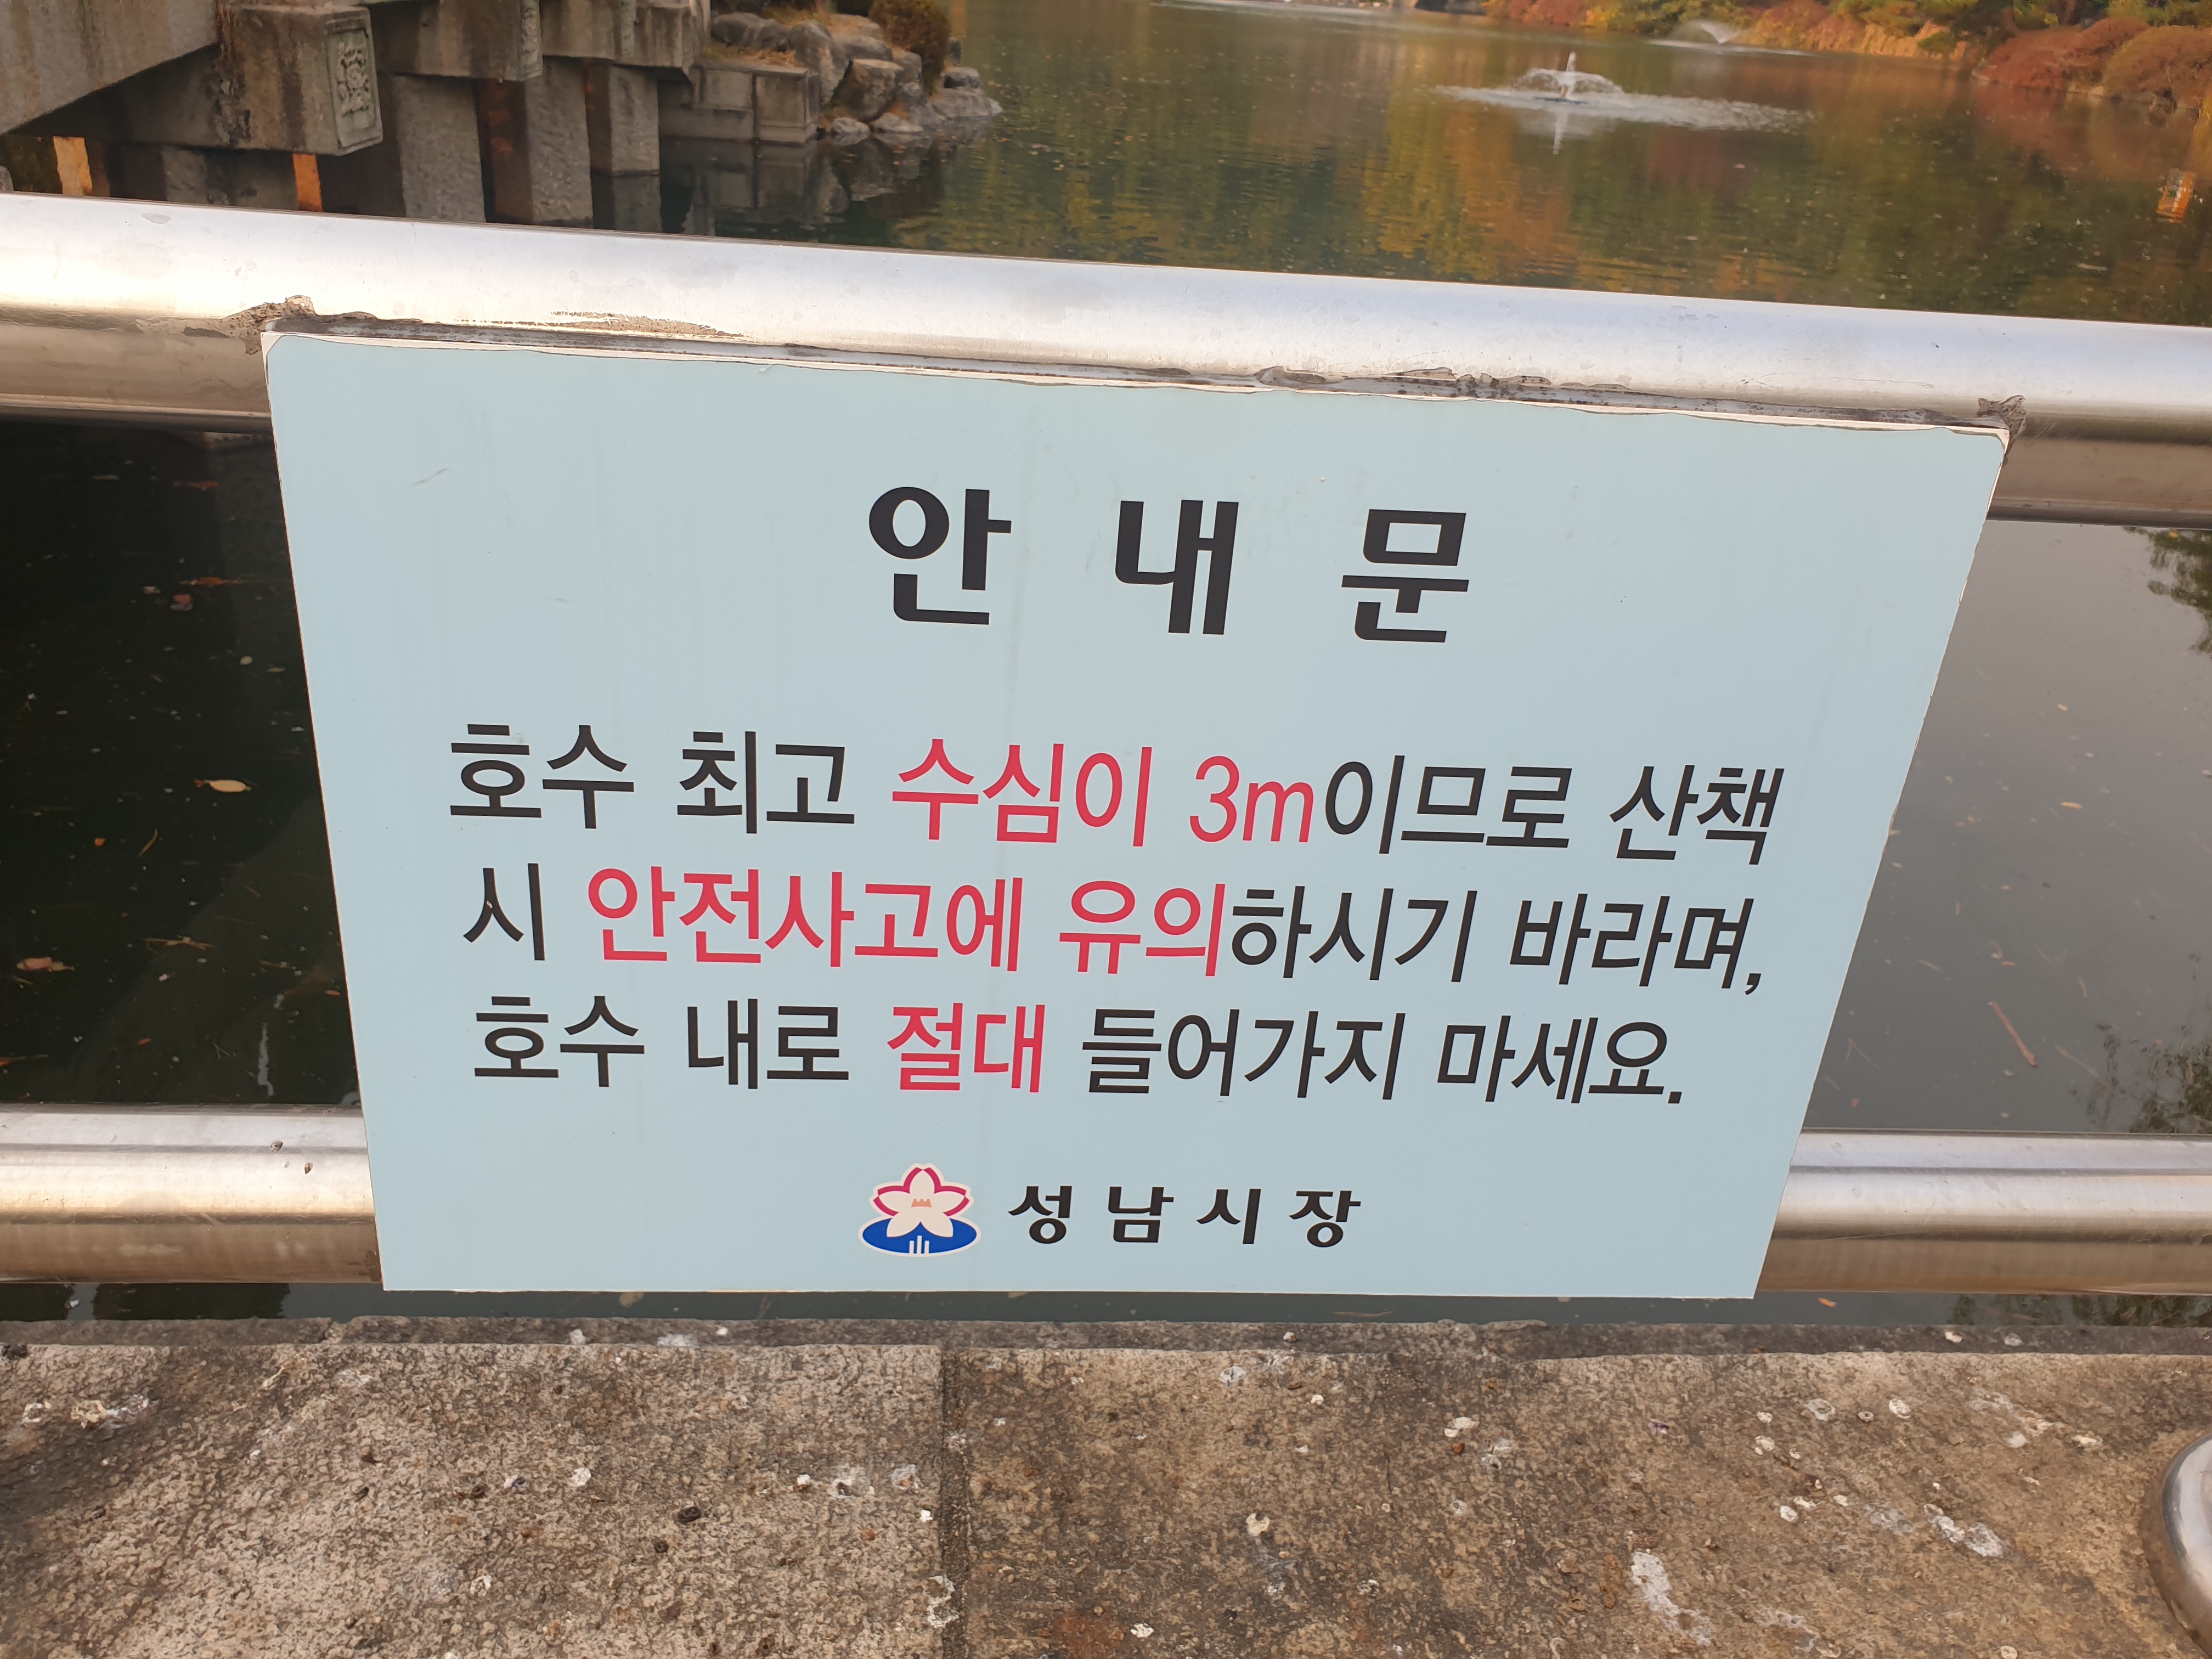 안 내 문
호수 최고 수심이 3m이므로 산책
시 안전사고에 유의하시기 바라며,
호수 내로 절대 들어가지 마세요.
성남시장